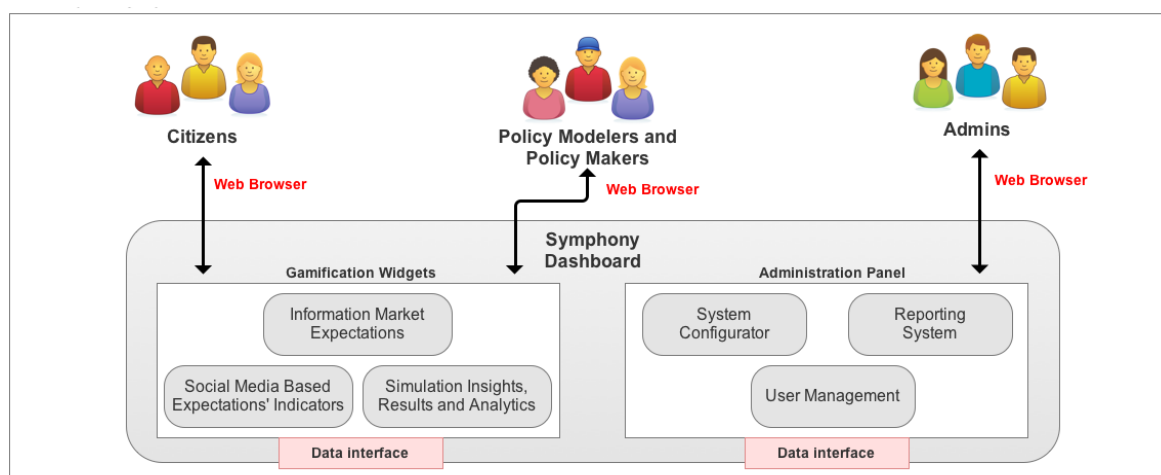 Citizens
Policy Modelers and
Policy Makers
Admins
Web Browser
Web Browser
Web Browser
Symphony
Dashboard
Gamification Widgets
Administration Panel
Information Market
Expectations
System
Configurator
Reporting
System
Social Media Based
Expectations' Indicators
Simulation Insights,
Results and Analytics
User Management
Data interface
Data interface